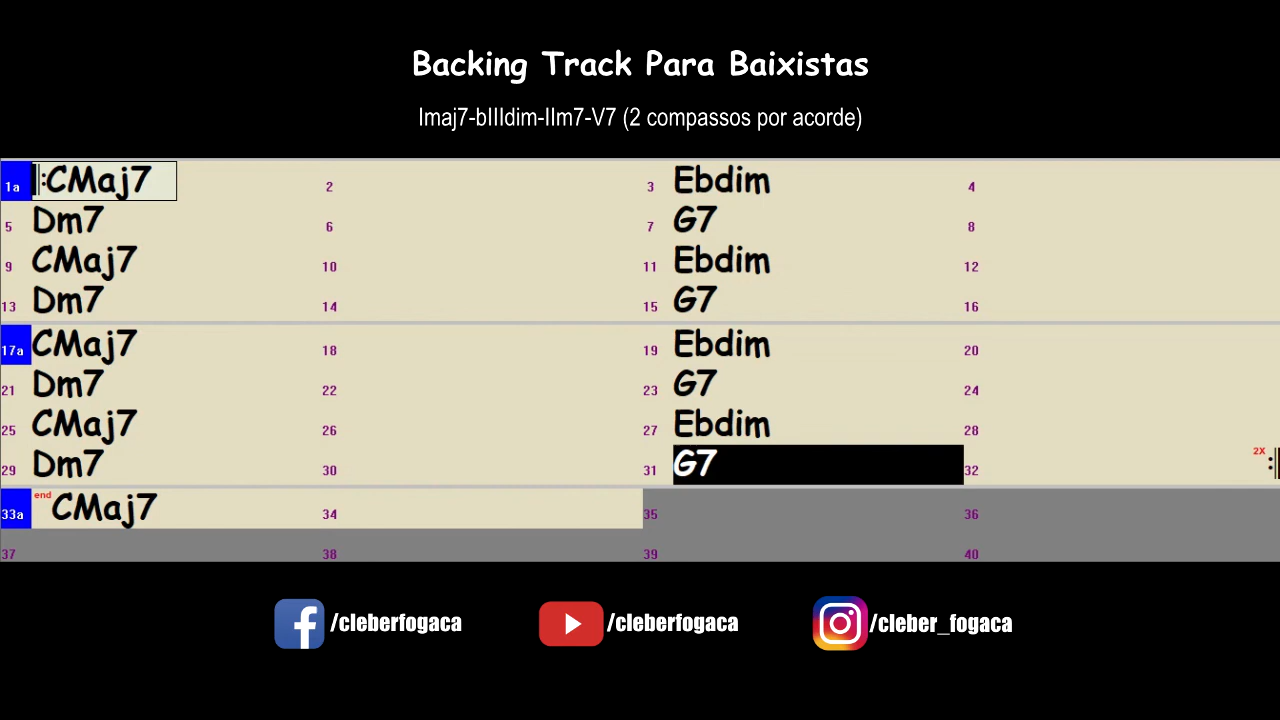 Backing Track Para Baixistas
Imaj7-bIIIdim-IIm7-V7 (2 compassos por acorde)
1a CMaj7 2 3 Ebdim 4
5 Dm7 6 7 G7 8
9 CMaj7 10 11 Ebdim 12
13 Dm7 14 15 G7 16
17a CMaj7 18 19 Ebdim 20
21 Dm7 22 23 G7 24
25 CMaj7 26 27 Ebdim 28
29 Dm7 30 31 G7 32 2X
33a end CMaj7 34 35 36
37 38 39 40
/cleberfogaca /cleberfogaca /cleber_fogaca